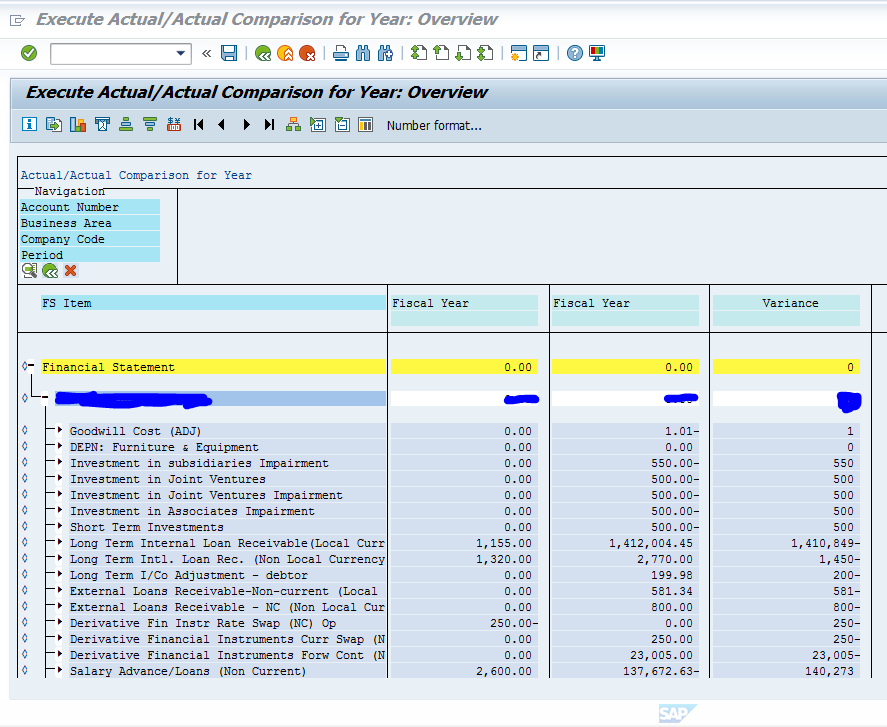 Execute Actual/Actual Comparison for Year: Overview
Execute Actual/Actual Comparison for Year: Overview
Number format...
Actual/Actual Comparison for Year
Navigation
Account Number
Business Area
Company Code
Period
FS Item Fiscal Year Fiscal Year Variance
Financial Statement 0.00 0.00 0
Goodwill Cost (ADJ) 0.00 1.01- 1
DEPN: Furniture & Equipment 0.00 0.00 0
Investment in subsidiaries Impairment 0.00 550.00- 550
Investment in Joint Ventures 0.00 500.00- 500
Investment in Joint Ventures Impairment 0.00 500.00- 500
Investment in Associates Impairment 0.00 500.00- 500
Short Term Investments 0.00 500.00- 500
Long Term Internal Loan Receivable(Local Curr 1,155.00 1,412,004.45 1,410,849-
Long Term Intl. Loan Rec. (Non Local Currency 1,320.00 2,770.00 1,450-
Long Term I/Co Adjustment - debtor 0.00 199.98 200-
External Loans Receivable-Non-current (Local 0.00 581.34 581-
External Loans Receivable - NC (Non Local Cur 0.00 800.00 800-
Derivative Fin Instr Rate Swap (NC) Op 250.00- 0.00 250-
Derivative Financial Instruments Curr Swap (N 0.00 250.00 250-
Derivative Financial Instruments Forw Cont (N 0.00 23,005.00 23,005-
Salary Advance/Loans (Non Current) 2,600.00 137,672.63- 140,273
SAP